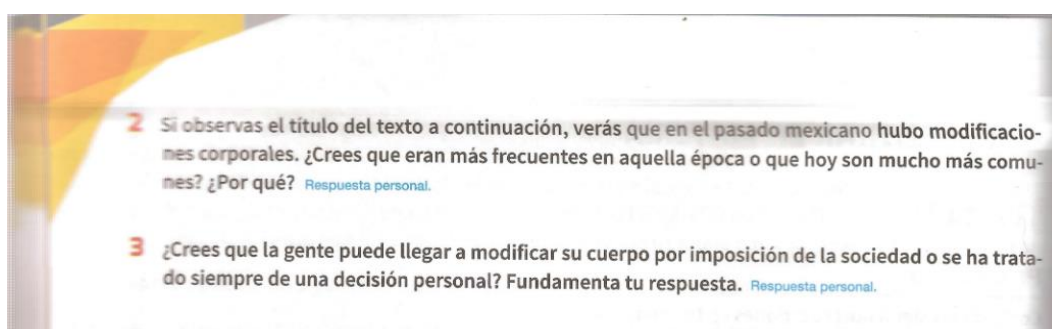 2 Si observas el título del texto a continuación, verás que en el pasado mexicano hubo modificacio-
nes corporales. ¿Crees que eran más frecuentes en aquella época o que hoy son mucho más comu-
nes? ¿Por qué? Respuesta personal.
3 ¿Crees que la gente puede llegar a modificar su cuerpo por imposición de la sociedad o se ha trata-
do siempre de una decisión personal? Fundamenta tu respuesta. Respuesta personal.